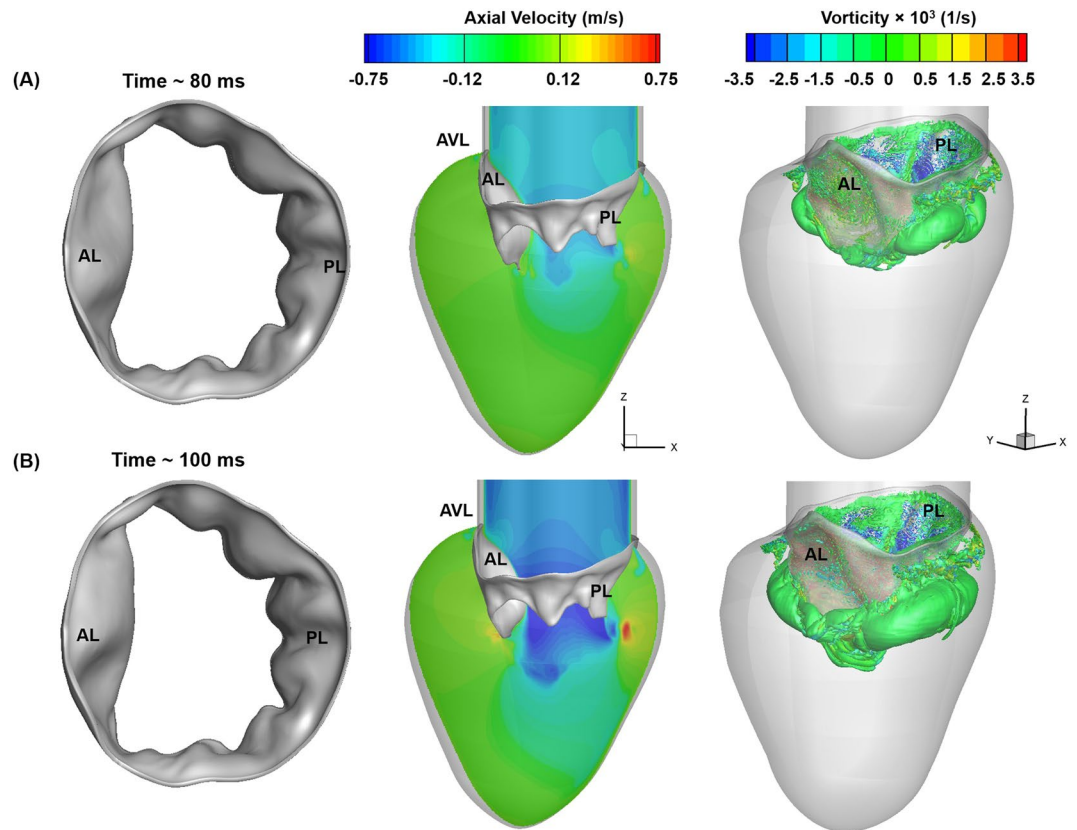 Axial Velocity (m/s)
-0.75 -0.12 0.12 0.75
Vorticity × 10³ (1/s)
-3.5 -2.5 -1.5 -0.5 0 0.5 1.5 2.5 3.5
(A)
Time ~ 80 ms
AL
PL
AVL
AL
PL
Z
X
AL
PL
Z
Y
X
(B)
Time ~ 100 ms
AL
PL
AVL
AL
PL
AL
PL